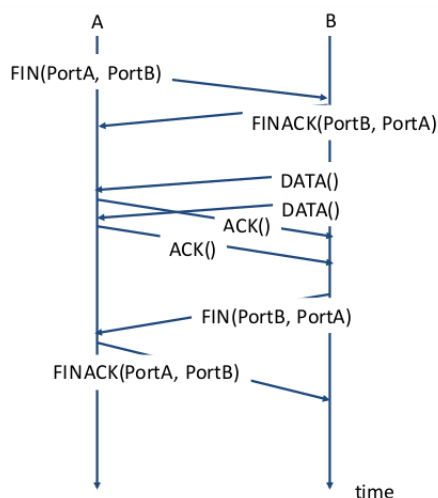 A
B
FIN(PortA, PortB)
FINACK(PortB, PortA)
DATA()
DATA()
ACK()
ACK()
FIN(PortB, PortA)
FINACK(PortA, PortB)
time